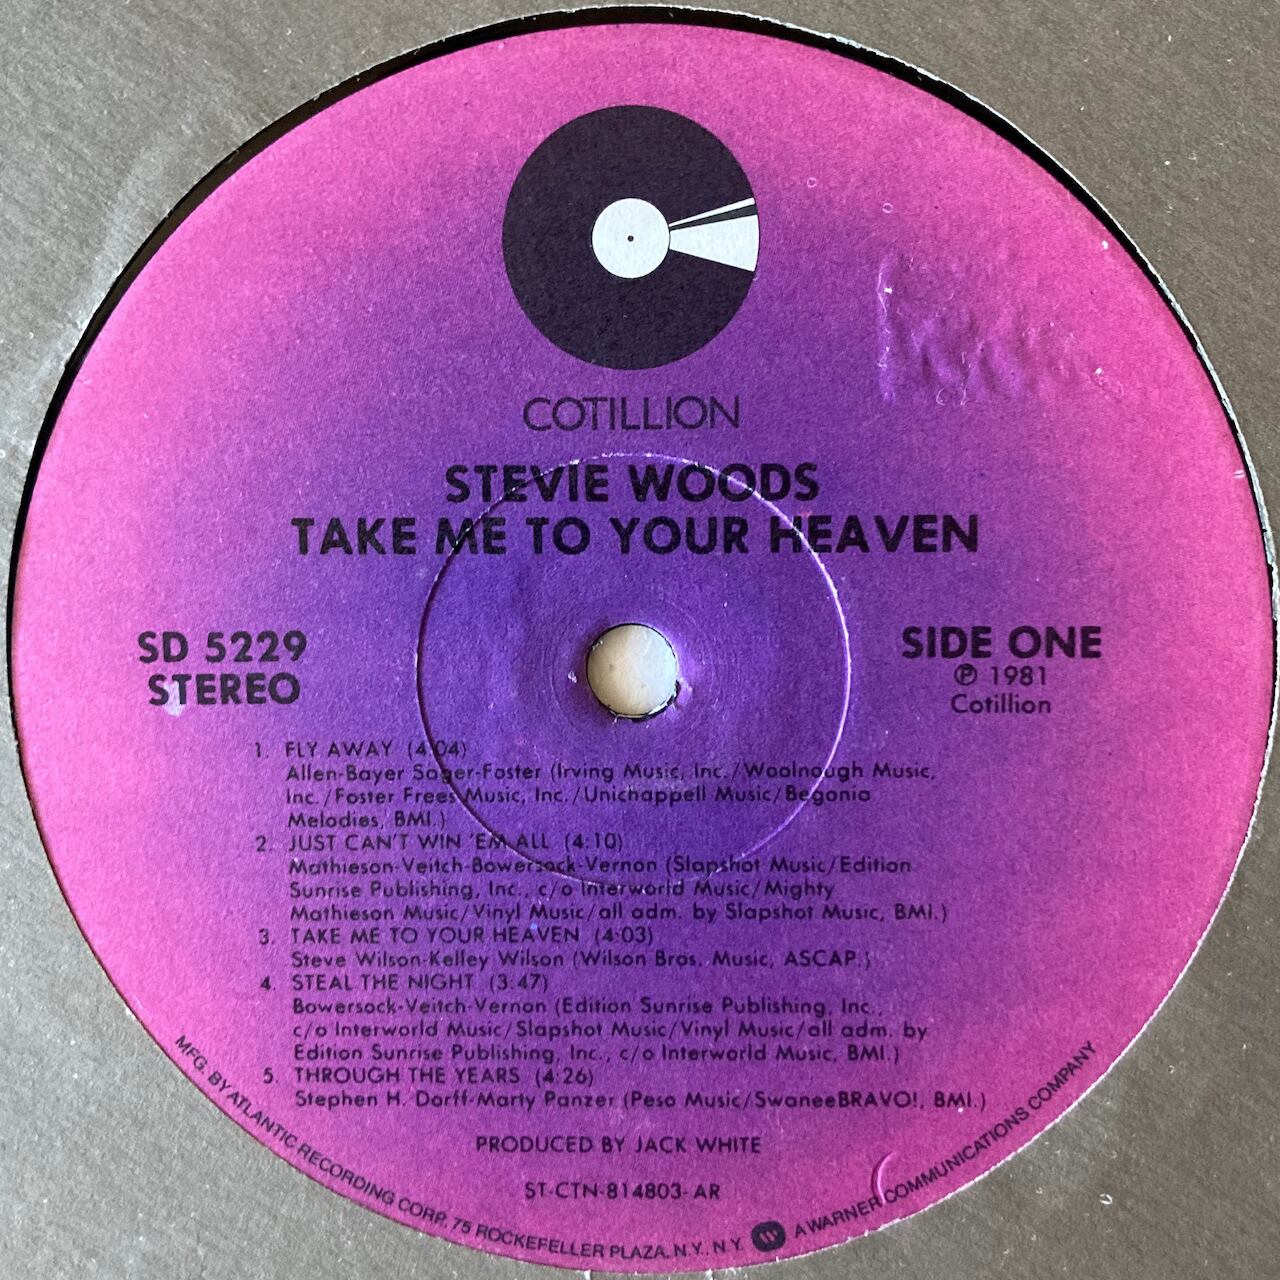 COTILLION
STEVIE WOODS
TAKE ME TO YOUR HEAVEN
SD 5229
STEREO
SIDE ONE
℗ 1981
Cotillion
1. FLY AWAY (4:04)
Allen-Bayer Sager-Foster (Irving Music, Inc./Woolnough Music,
Inc./Foster Frees Music, Inc./Unichappell Music/Begonia
Melodies, BMI.)
2. JUST CAN'T WIN 'EM ALL (4:10)
Mathieson-Veitch-Bowersock-Vernon (Slapshot Music/Edition
Sunrise Publishing, Inc., c/o Interworld Music/Mighty
Mathieson Music/Vinyl Music/all adm. by Slapshot Music, BMI.)
3. TAKE ME TO YOUR HEAVEN (4:03)
Steve Wilson-Kelley Wilson (Wilson Bros. Music, ASCAP.)
4. STEAL THE NIGHT (3:47)
Bowersock-Veitch-Vernon (Edition Sunrise Publishing, Inc.,
c/o Interworld Music/Slapshot Music/Vinyl Music/all adm. by
Edition Sunrise Publishing, Inc., c/o Interworld Music, BMI.)
5. THROUGH THE YEARS (4:26)
Stephen H. Dorff-Marty Panzer (Peso Music/SwaneeBRAVO!, BMI.)
PRODUCED BY JACK WHITE
ST-CTN-814803-AR
MFG. BY ATLANTIC RECORDING CORP. 75 ROCKEFELLER PLAZA, N.Y., N.Y. W A WARNER COMMUNICATIONS COMPANY